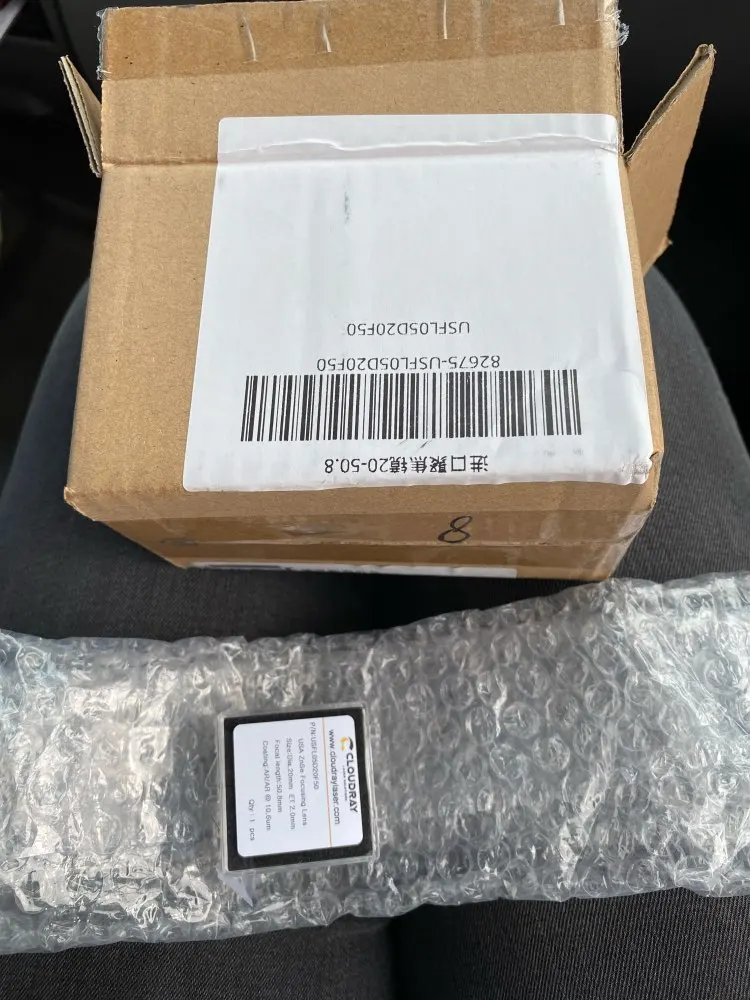 USFL05D20F50
82675-USFL05D20F50
进口聚焦镜20-50.8
8
CLOUDRAY
www.cloudraylaser.com
P/N:USFL05D20F50
USA ZnSe Focusing Lens
Size:Dia.20mm ET 2.0mm
Focal length:50.8mm
Coating:AR/AR @ 10.6um
Qty : 1 pcs